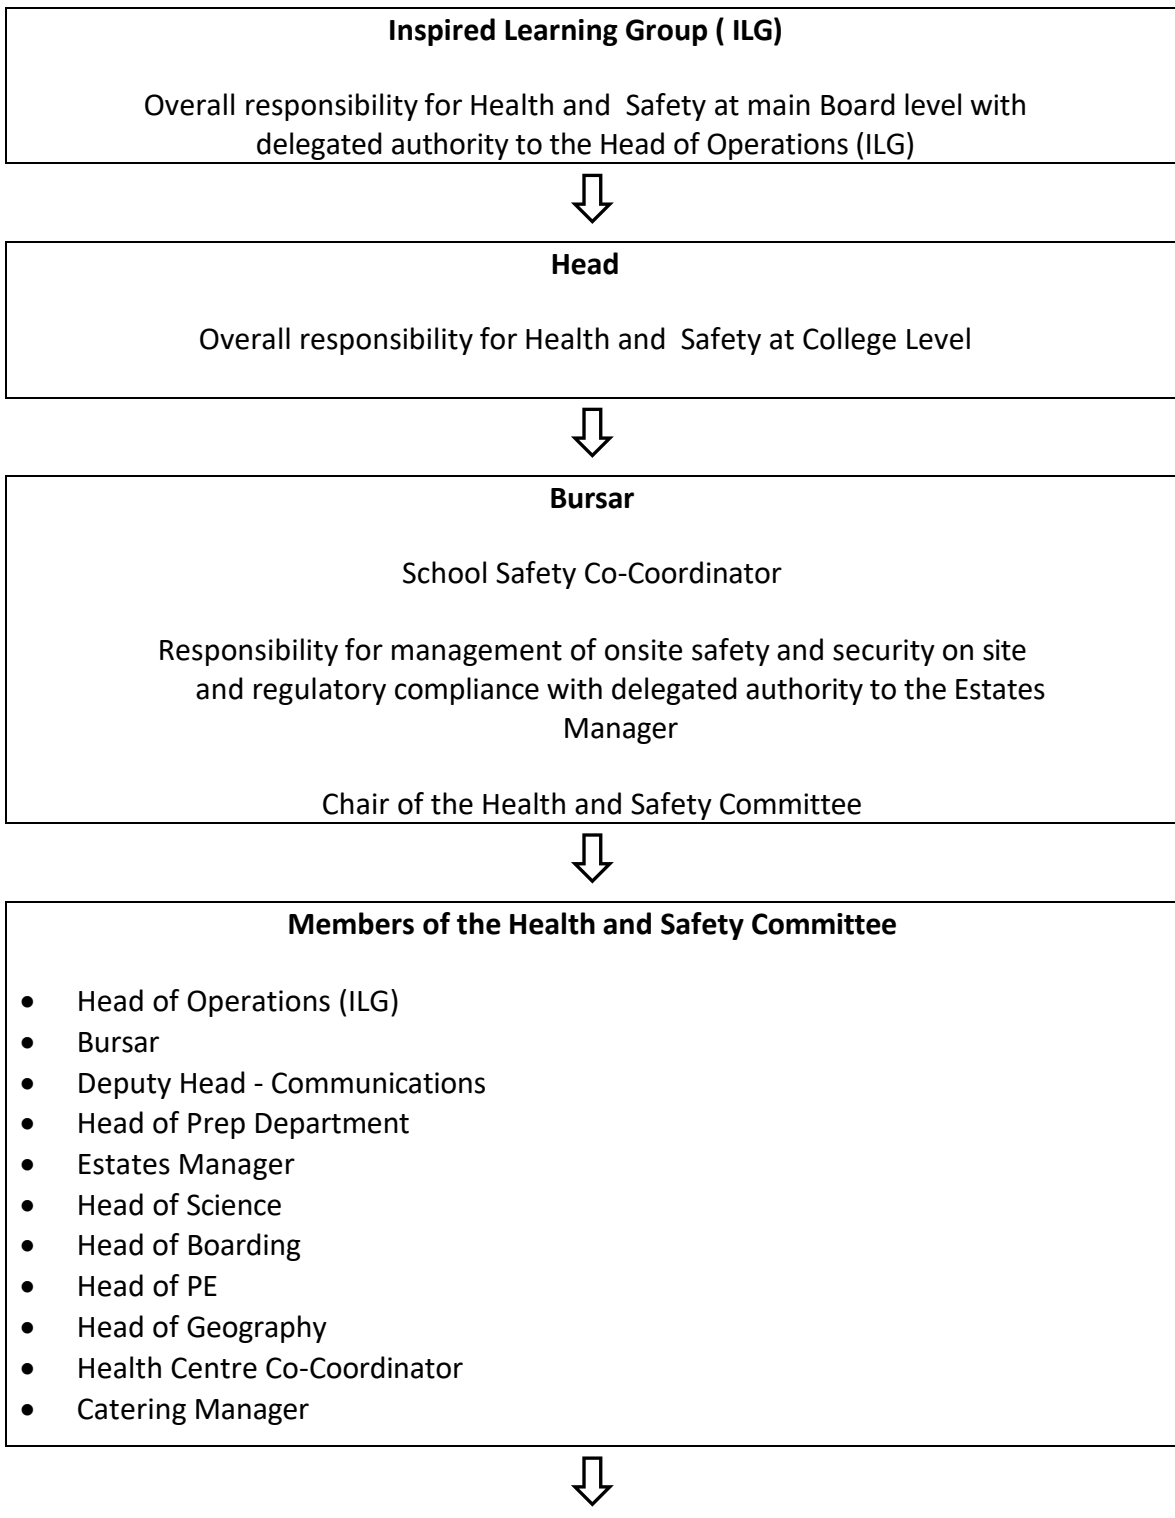 Inspired Learning Group ( ILG)
Overall responsibility for Health and  Safety at main Board level with
delegated authority to the Head of Operations (ILG)
Head
Overall responsibility for Health and  Safety at College Level
Bursar
School Safety Co-Coordinator
Responsibility for management of onsite safety and security on site
and regulatory compliance with delegated authority to the Estates
Manager
Chair of the Health and Safety Committee
Members of the Health and Safety Committee
• Head of Operations (ILG)
• Bursar
• Deputy Head - Communications
• Head of Prep Department
• Estates Manager
• Head of Science
• Head of Boarding
• Head of PE
• Head of Geography
• Health Centre Co-Coordinator
• Catering Manager